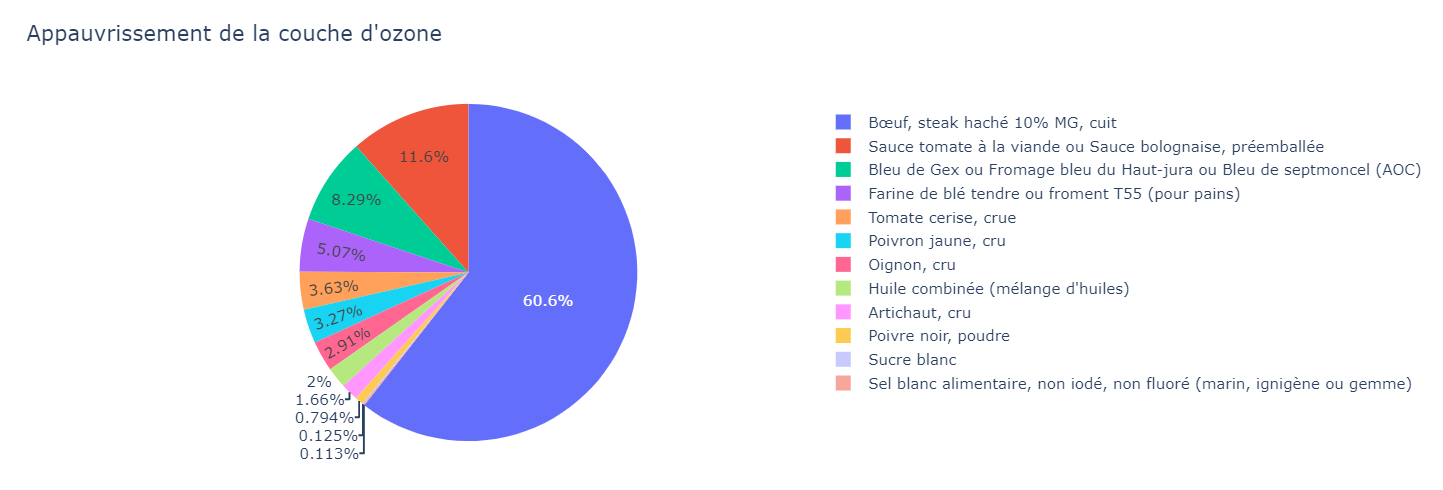 Appauvrissement de la couche d'ozone
11.6%
8.29%
5.07%
3.63%
3.27%
2.91%
2%
1.66%
0.794%
0.125%
0.113%
60.6%
Bœuf, steak haché 10% MG, cuit
Sauce tomate à la viande ou Sauce bolognaise, préemballée
Bleu de Gex ou Fromage bleu du Haut-jura ou Bleu de septmoncel (AOC)
Farine de blé tendre ou froment T55 (pour pains)
Tomate cerise, crue
Poivron jaune, cru
Oignon, cru
Huile combinée (mélange d'huiles)
Artichaut, cru
Poivre noir, poudre
Sucre blanc
Sel blanc alimentaire, non iodé, non fluoré (marin, ignigène ou gemme)